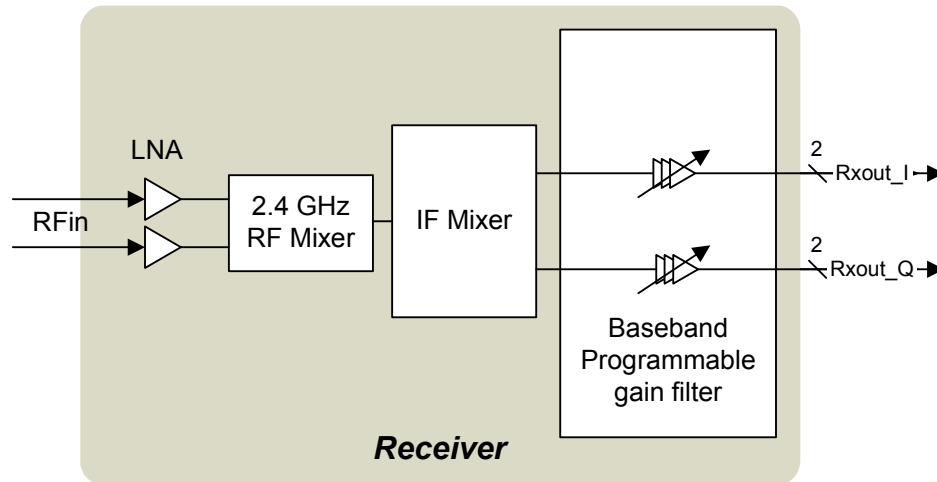 LNA
RFin
2.4 GHz
RF Mixer
IF Mixer
2
Rxout_I
2
Rxout_Q
Baseband
Programmable
gain filter
Receiver